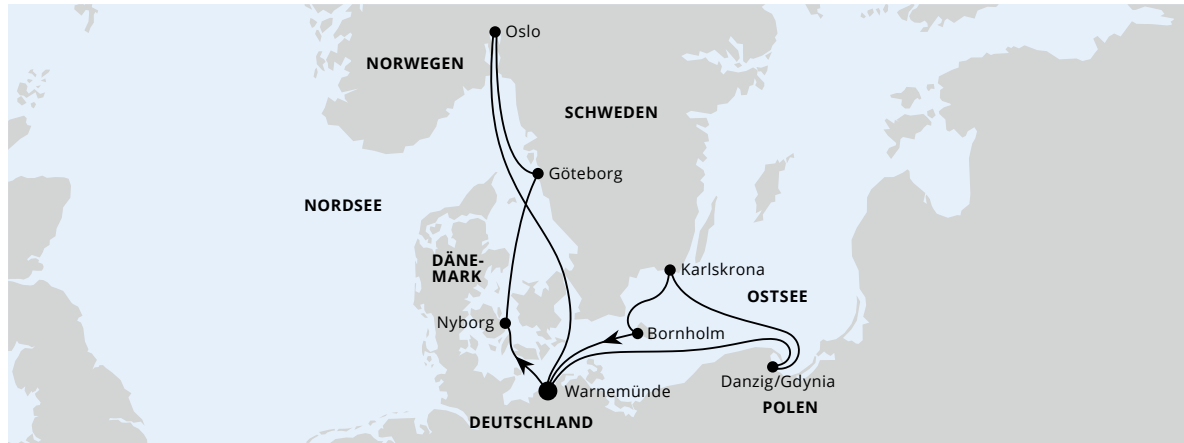 Oslo
NORWEGEN
SCHWEDEN
Göteborg
NORDSEE
DÄNE-
MARK
Karlskrona
OSTSEE
Nyborg
Bornholm
Danzig/Gdynia
Warnemünde
POLEN
DEUTSCHLAND